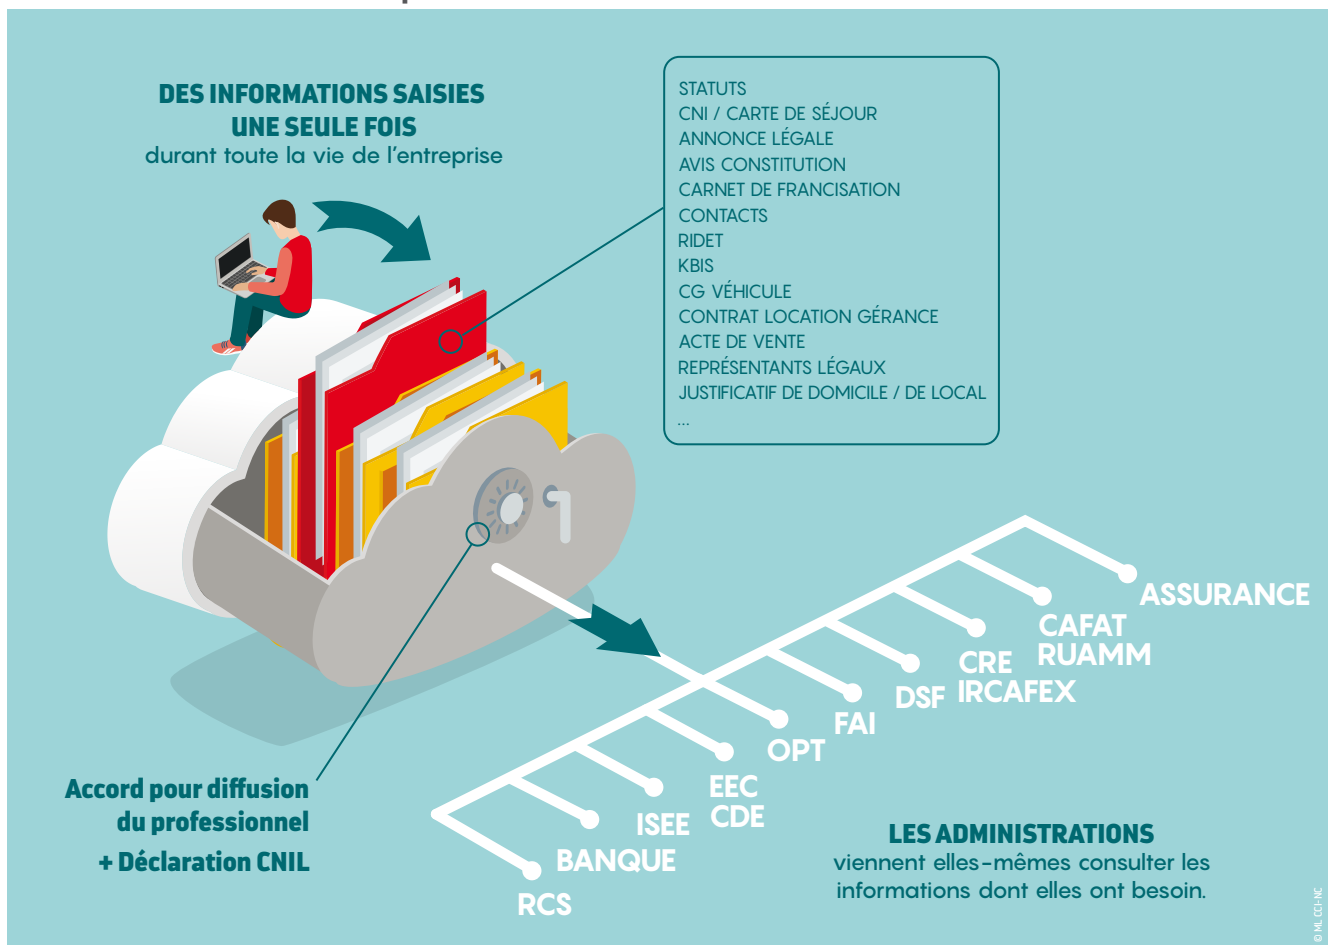 DES INFORMATIONS SAISIES
UNE SEULE FOIS
durant toute la vie de l'entreprise
STATUTS
CNI / CARTE DE SÉJOUR
ANNONCE LÉGALE
AVIS CONSTITUTION
CARNET DE FRANCISATION
CONTACTS
RIDET
KBIS
CG VÉHICULE
CONTRAT LOCATION GÉRANCE
ACTE DE VENTE
REPRÉSENTANTS LÉGAUX
JUSTIFICATIF DE DOMICILE / DE LOCAL
...
ASSURANCE
CAFAT
RUAMM
CRE
IRCAFEX
DSF
FAI
OPT
EEC
CDE
ISEE
BANQUE
RCS
Accord pour diffusion
du professionnel
+ Déclaration CNIL
LES ADMINISTRATIONS
viennent elles-mêmes consulter les
informations dont elles ont besoin.
© ML CCI-NC